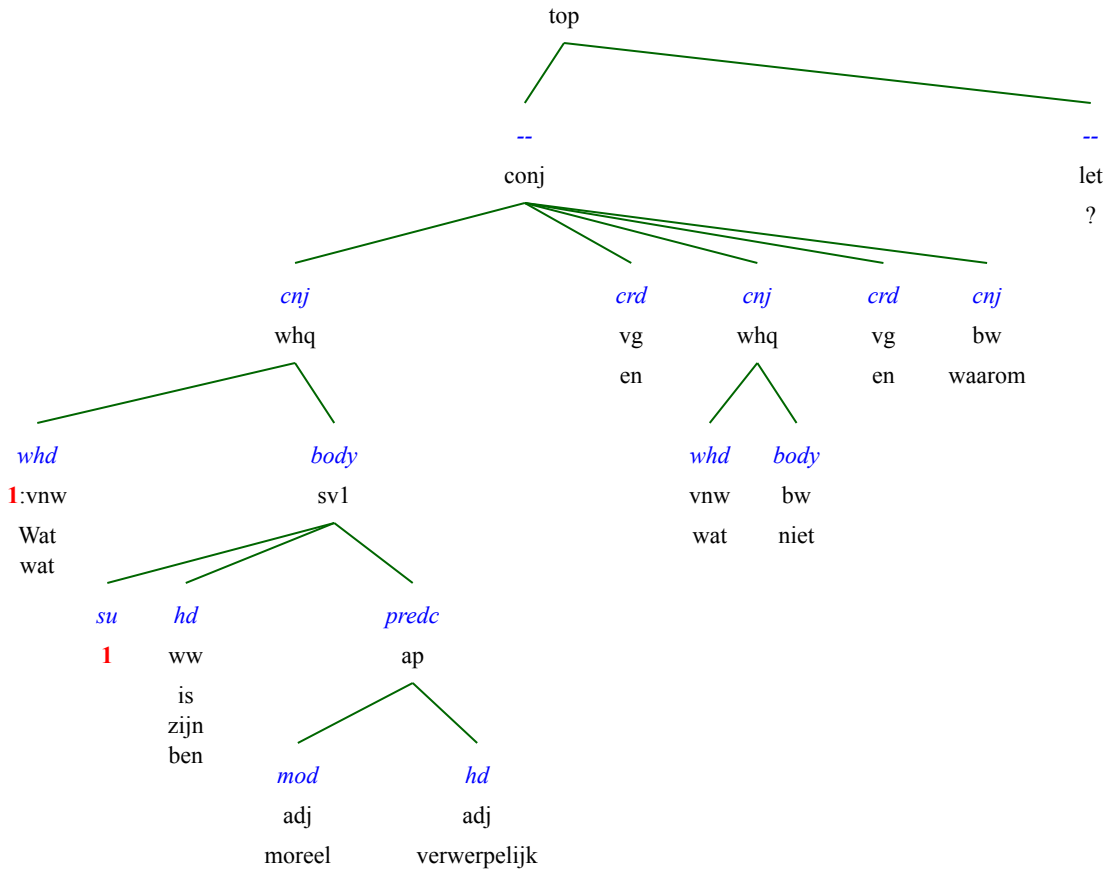 top
-- --
conj let
?
cnj crd cnj crd cnj
whq vg whq vg bw
en en waarom
whd body whd body
1:vnw sv1 vnw bw
Wat wat niet
wat
su hd predc
1 ww ap
is
zijn
ben
mod hd
adj adj
moreel verwerpelijk